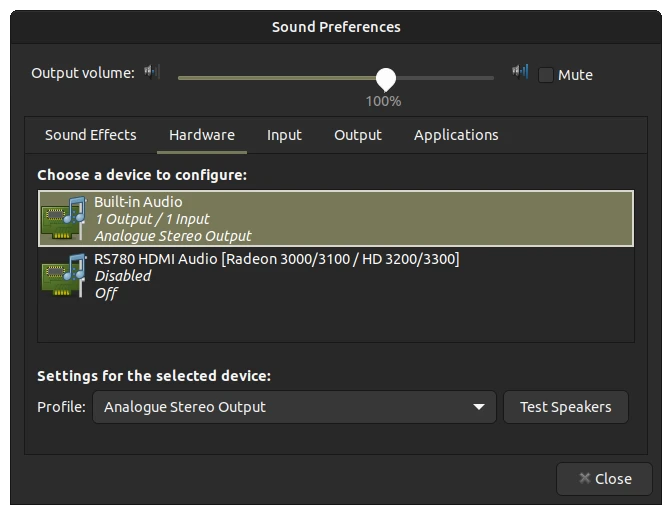 Sound Preferences
Output volume:
Mute
100%
Sound Effects Hardware Input Output Applications
Choose a device to configure:
Built-in Audio
1 Output / 1 Input
Analogue Stereo Output
RS780 HDMI Audio [Radeon 3000/3100 / HD 3200/3300]
Disabled
Off
Settings for the selected device:
Profile: Analogue Stereo Output Test Speakers
Close